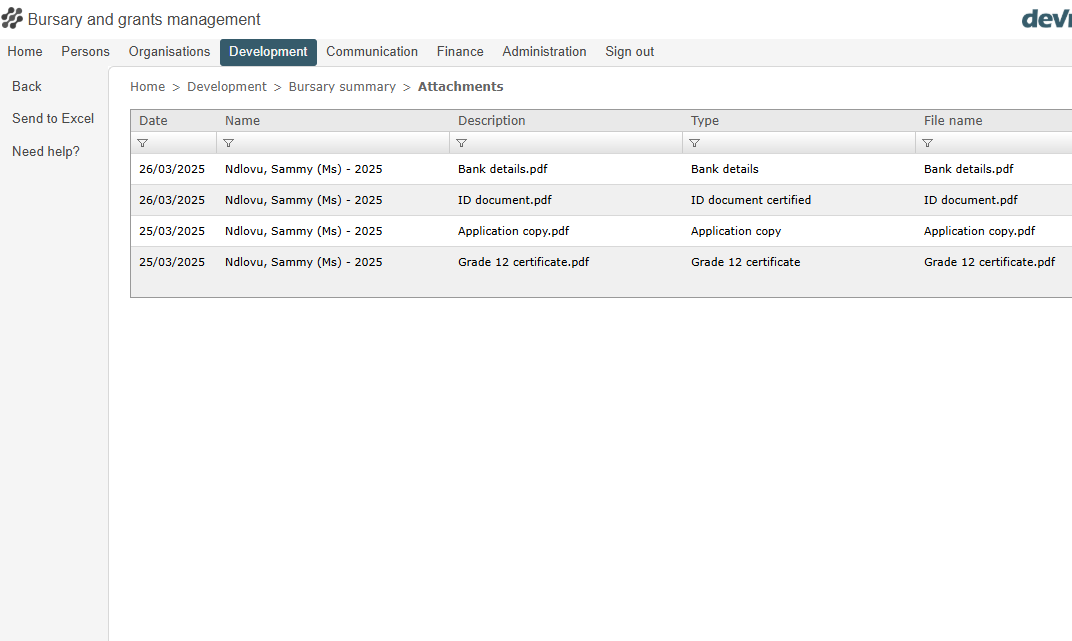 Bursary and grants management
Home Persons Organisations Development Communication Finance Administration Sign out
Back
Send to Excel
Need help?
Home > Development > Bursary summary > Attachments
Date Name Description Type File name
26/03/2025 Ndlovu, Sammy (Ms) - 2025 Bank details.pdf Bank details Bank details.pdf
26/03/2025 Ndlovu, Sammy (Ms) - 2025 ID document.pdf ID document certified ID document.pdf
25/03/2025 Ndlovu, Sammy (Ms) - 2025 Application copy.pdf Application copy Application copy.pdf
25/03/2025 Ndlovu, Sammy (Ms) - 2025 Grade 12 certificate.pdf Grade 12 certificate Grade 12 certificate.pdf